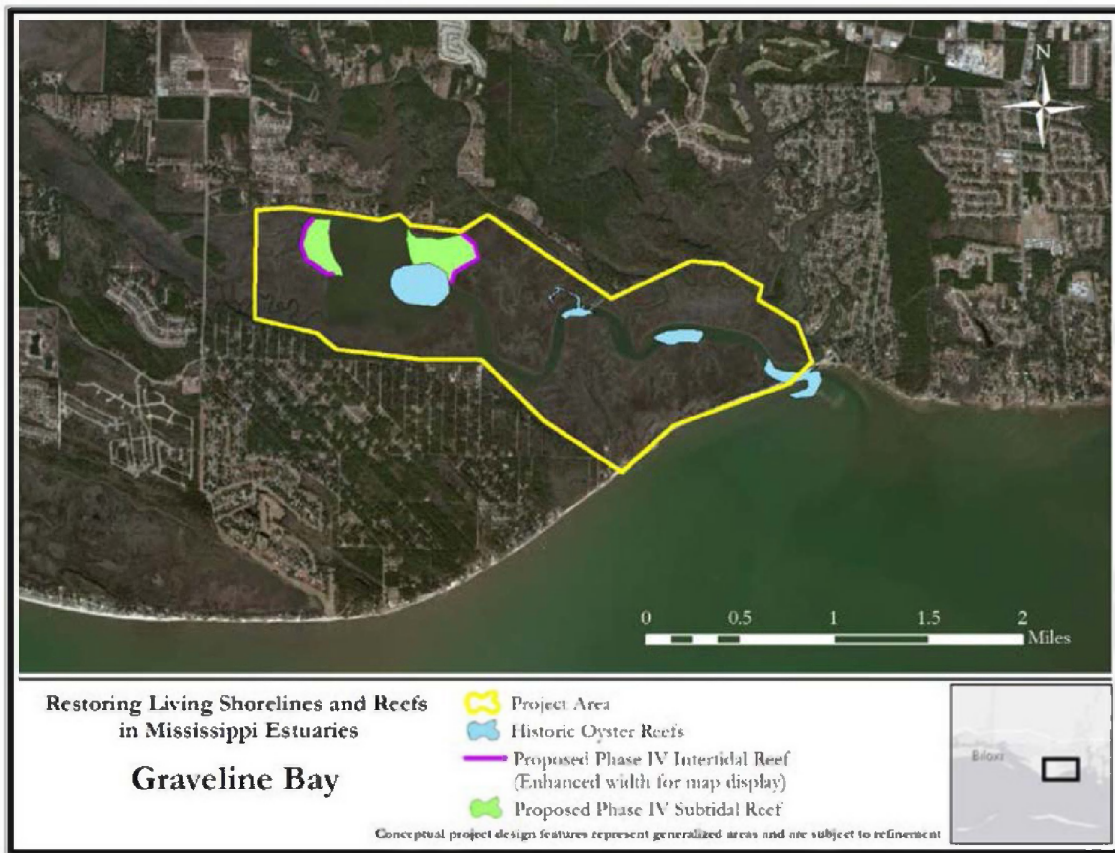 N
0 0.5 1 1.5 2
Miles
Restoring Living Shorelines and Reefs
in Mississippi Estuaries
Graveline Bay
Project Area
Historic Oyster Reefs
Proposed Phase IV Intertidal Reef
(Enhanced width for map display)
Proposed Phase IV Subtidal Reef
Conceptual project design features represent generalized areas and are subject to refinement
Biloxi